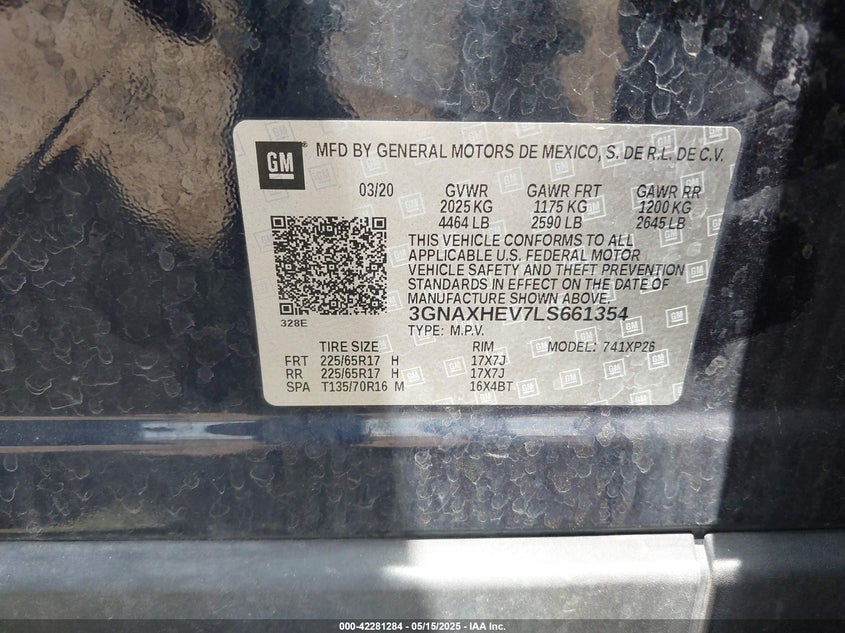 GM ® MFD BY GENERAL MOTORS DE MEXICO, S. DE R.L. DE C.V.
03/20 GVWR GAWR FRT GAWR RR
2025 KG 1175 KG 1200 KG
4464 LB 2590 LB 2645 LB
THIS VEHICLE CONFORMS TO ALL
APPLICABLE U.S. FEDERAL MOTOR
VEHICLE SAFETY AND THEFT PREVENTION
STANDARDS IN EFFECT ON THE DATE OF
MANUFACTURE SHOWN ABOVE.
3GNAXHEV7LS661354
328E
TYPE: M.P.V.
TIRE SIZE RIM MODEL: 741XP26
FRT 225/65R17 H 17X7J
RR 225/65R17 H 17X7J
SPA T135/70R16 M 16X4BT
000-42281284 - 05/15/2025 - IAA Inc.